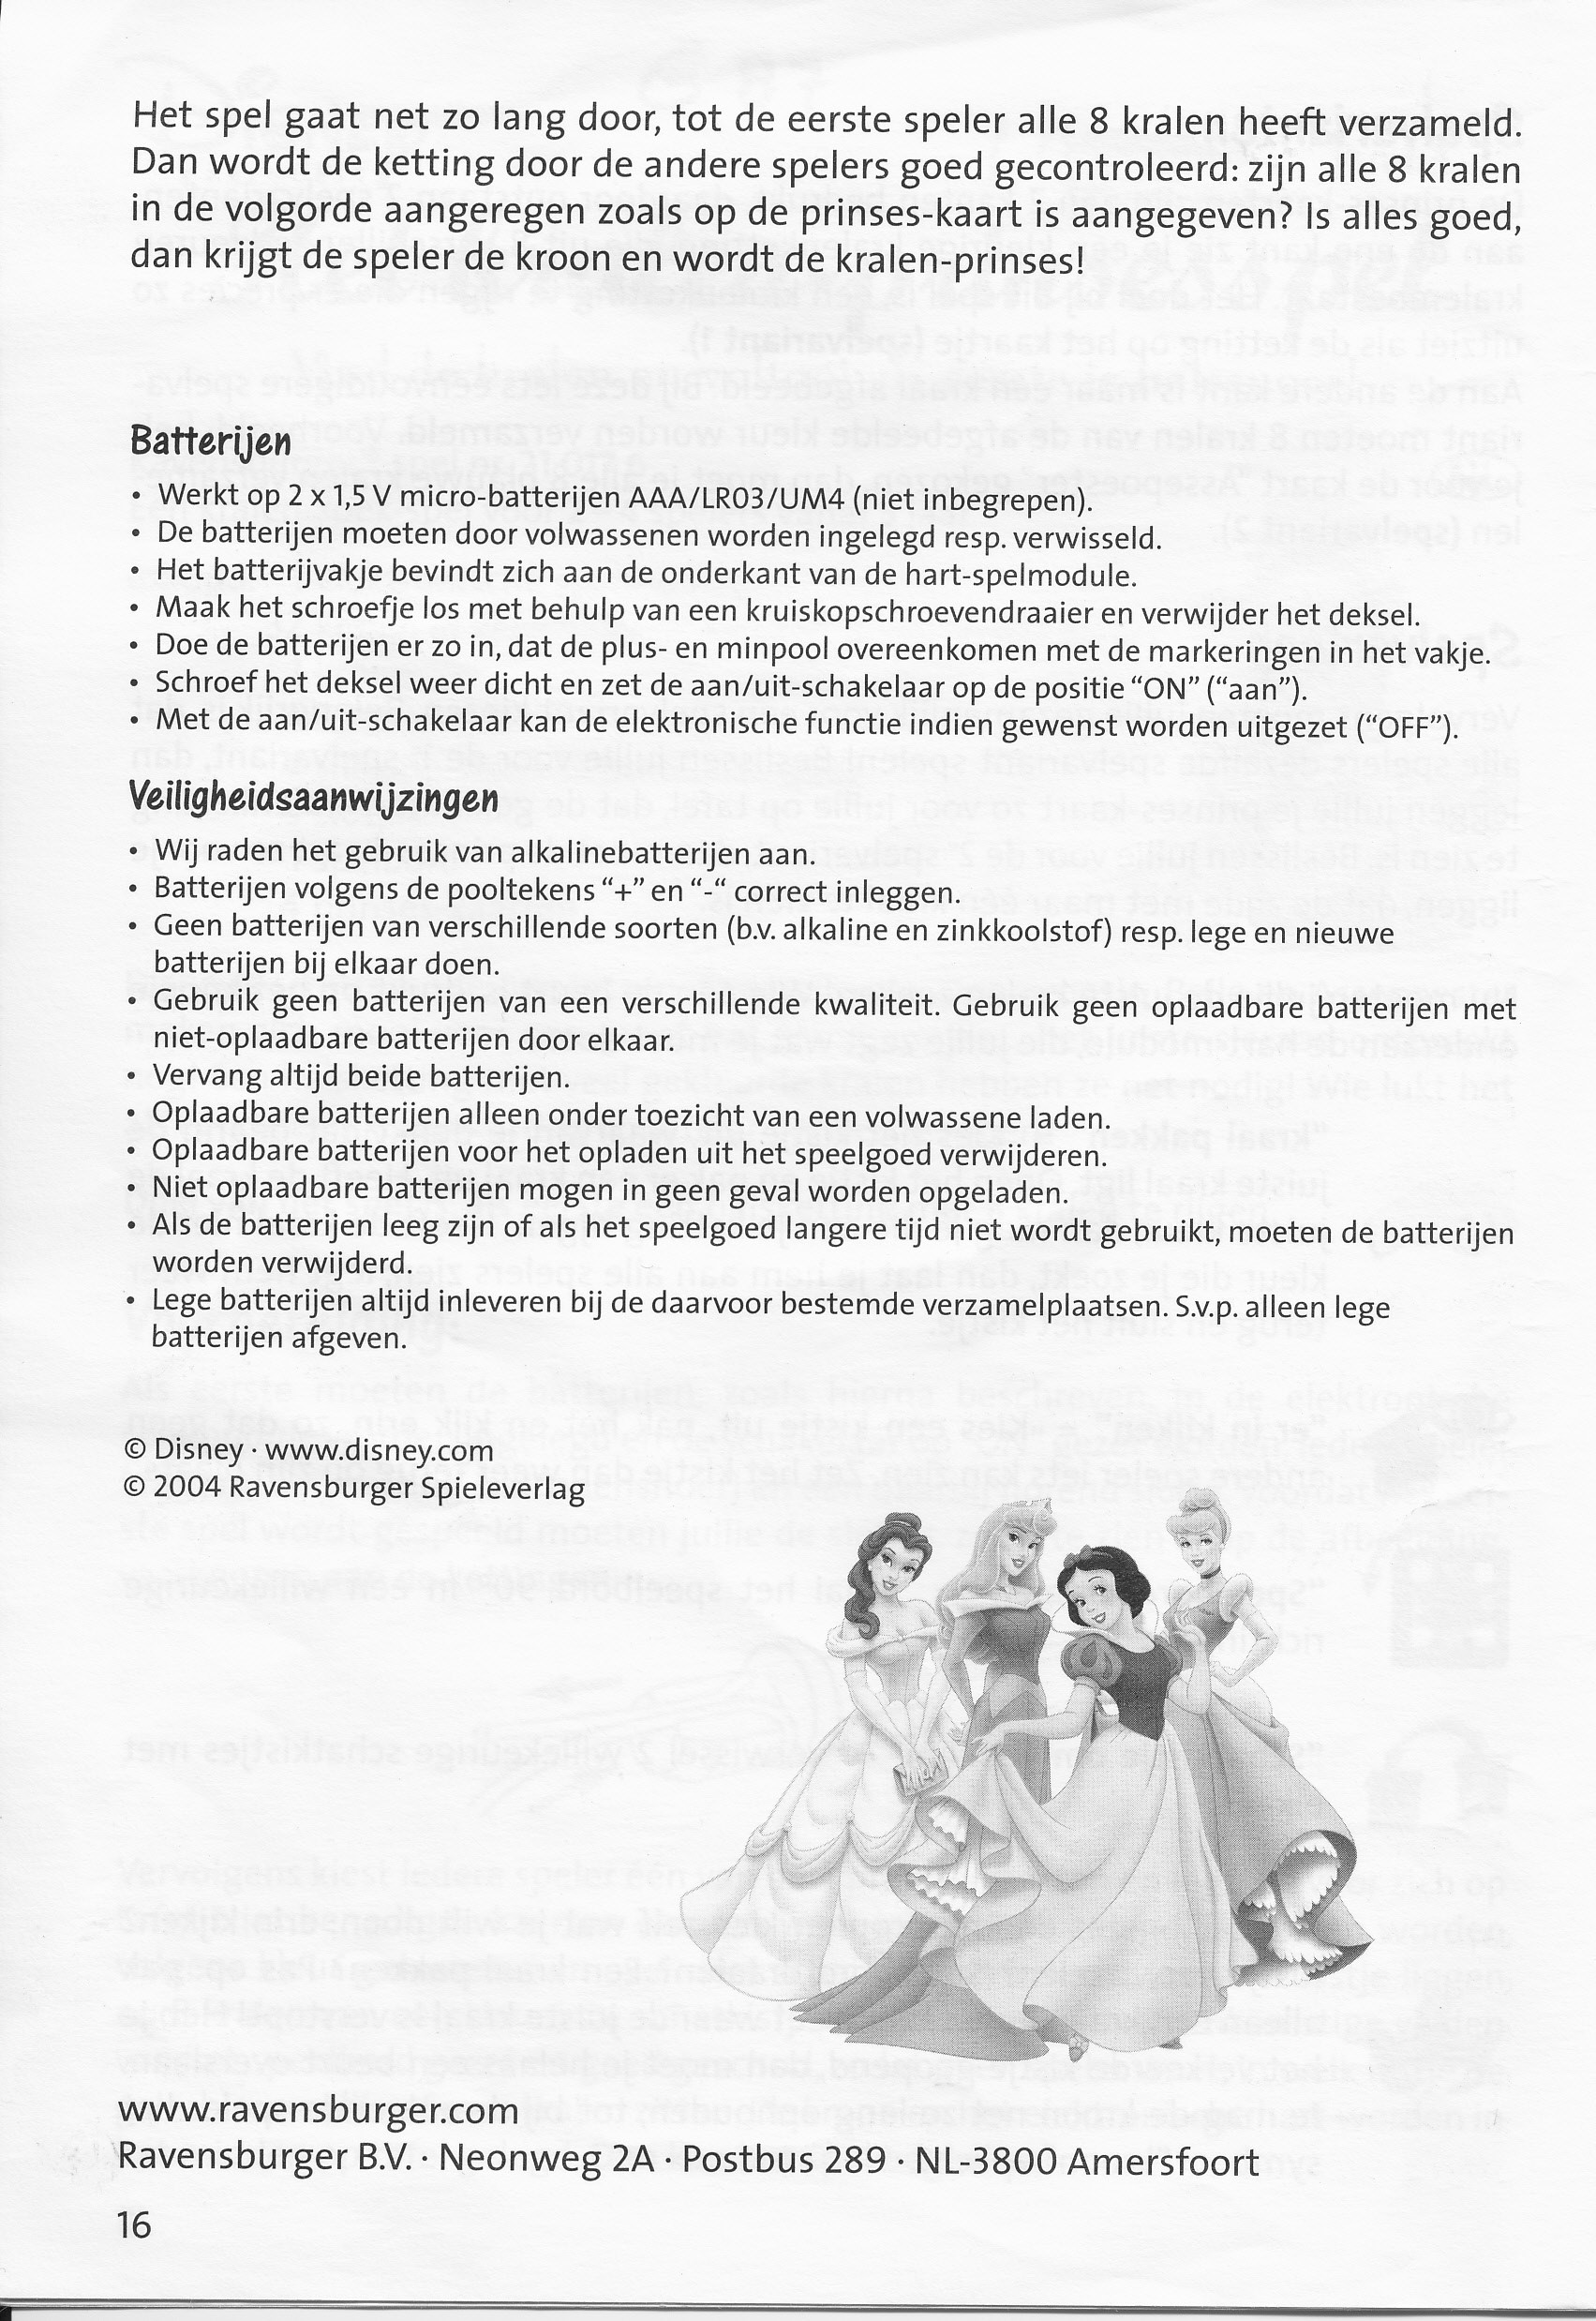 Het spel gaat net zo lang door, tot de eerste speler alle 8 kralen heeft verzameld.
Dan wordt de ketting door de andere spelers goed gecontroleerd: zijn alle 8 kralen
in de volgorde aangeregen zoals op de prinses-kaart is aangegeven? Is alles goed,
dan krijgt de speler de kroon en wordt de kralen-prinses!
Batterijen
• Werkt op 2 x 1,5 V micro-batterijen AAA/LR03/UM4 (niet inbegrepen).
• De batterijen moeten door volwassenen worden ingelegd resp. verwisseld.
• Het batterijvakje bevindt zich aan de onderkant van de hart-spelmodule.
• Maak het schroefje los met behulp van een kruiskopschroevendraaier en verwijder het deksel.
• Doe de batterijen er zo in, dat de plus- en minpool overeenkomen met de markeringen in het vakje.
• Schroef het deksel weer dicht en zet de aan/uit-schakelaar op de positie “ON” (“aan”).
• Met de aan/uit-schakelaar kan de elektronische functie indien gewenst worden uitgezet (“OFF”).
Veiligheidsaanwijzingen
• Wij raden het gebruik van alkalinebatterijen aan.
• Batterijen volgens de pooltekens “+” en “-“ correct inleggen.
• Geen batterijen van verschillende soorten (b.v. alkaline en zinkkoolstof) resp. lege en nieuwe
batterijen bij elkaar doen.
• Gebruik geen batterijen van een verschillende kwaliteit. Gebruik geen oplaadbare batterijen met
niet-oplaadbare batterijen door elkaar.
• Vervang altijd beide batterijen.
• Oplaadbare batterijen alleen onder toezicht van een volwassene laden.
• Oplaadbare batterijen voor het opladen uit het speelgoed verwijderen.
• Niet oplaadbare batterijen mogen in geen geval worden opgeladen.
• Als de batterijen leeg zijn of als het speelgoed langere tijd niet wordt gebruikt, moeten de batterijen
worden verwijderd.
• Lege batterijen altijd inleveren bij de daarvoor bestemde verzamelplaatsen. S.v.p. alleen lege
batterijen afgeven.
© Disney · www.disney.com
© 2004 Ravensburger Spieleverlag
www.ravensburger.com
Ravensburger B.V. · Neonweg 2A · Postbus 289 · NL-3800 Amersfoort
16